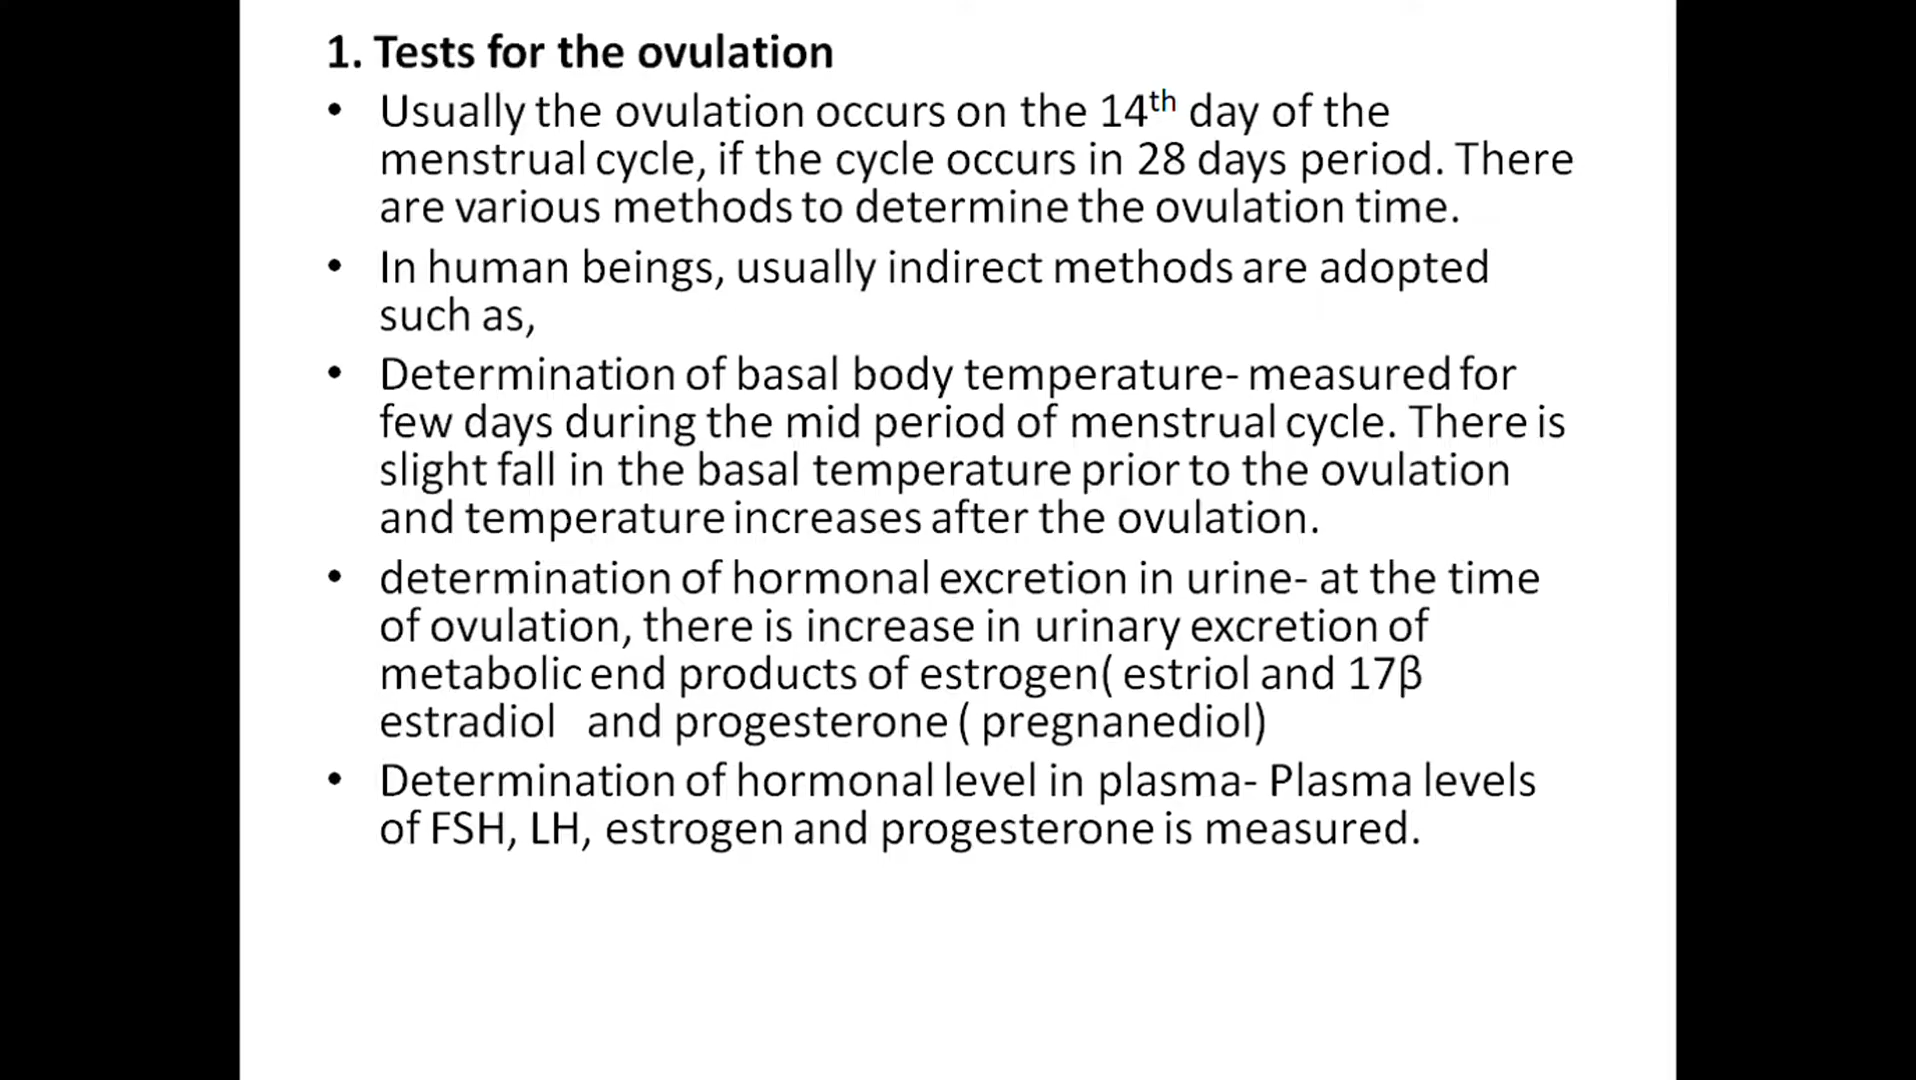 1. Tests for the ovulation
• Usually the ovulation occurs on the 14th day of the
menstrual cycle, if the cycle occurs in 28 days period. There
are various methods to determine the ovulation time.
• In human beings, usually indirect methods are adopted
such as,
• Determination of basal body temperature- measured for
few days during the mid period of menstrual cycle. There is
slight fall in the basal temperature prior to the ovulation
and temperature increases after the ovulation.
• determination of hormonal excretion in urine- at the time
of ovulation, there is increase in urinary excretion of
metabolic end products of estrogen( estriol and 17β
estradiol and progesterone ( pregnanediol)
• Determination of hormonal level in plasma- Plasma levels
of FSH, LH, estrogen and progesterone is measured.